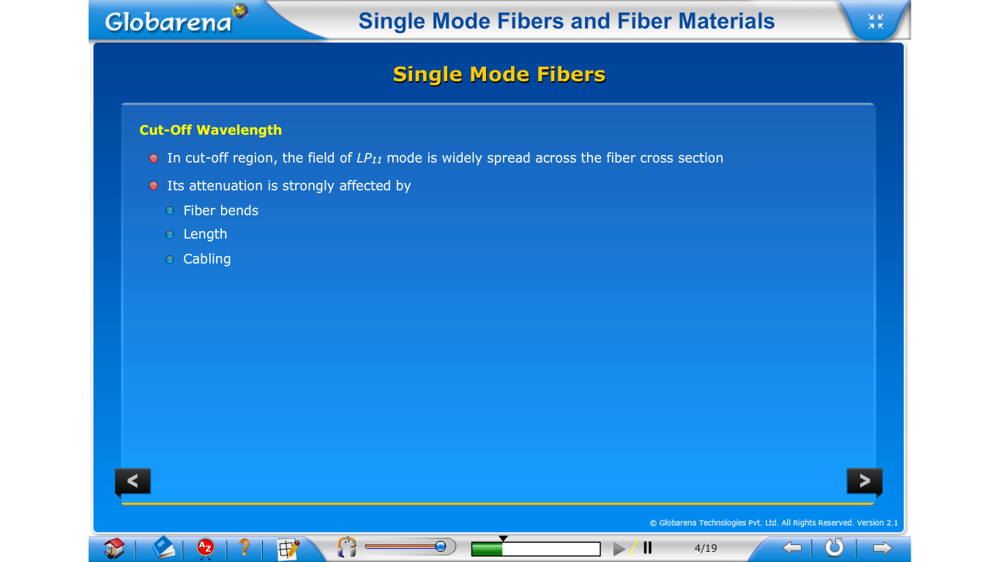 Globarena
Single Mode Fibers and Fiber Materials
Single Mode Fibers
Cut-Off Wavelength
In cut-off region, the field of LP₁₁ mode is widely spread across the fiber cross section
Its attenuation is strongly affected by
Fiber bends
Length
Cabling
< >
© Globarena Technologies Pvt. Ltd. All Rights Reserved. Version 2.1
AZ ? 4/19